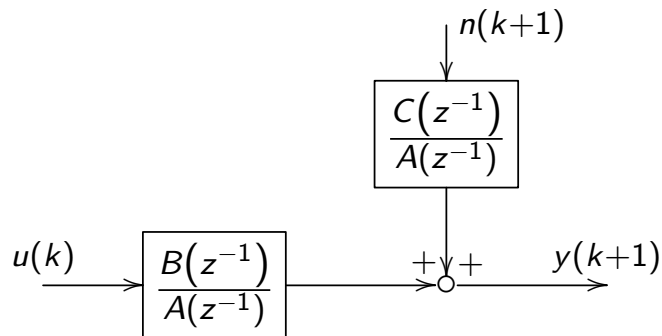 n(k+1)
C(z⁻¹)
A(z⁻¹)
u(k)
B(z⁻¹)
A(z⁻¹)
+ +
y(k+1)